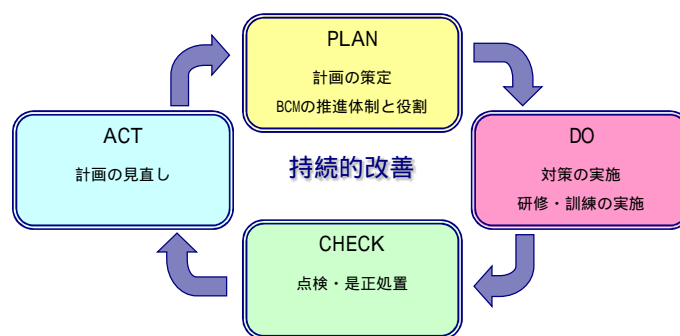 PLAN
計画の策定
BCMの推進体制と役割
DO
対策の実施
研修・訓練の実施
CHECK
点検・是正処置
ACT
計画の見直し
持続的改善